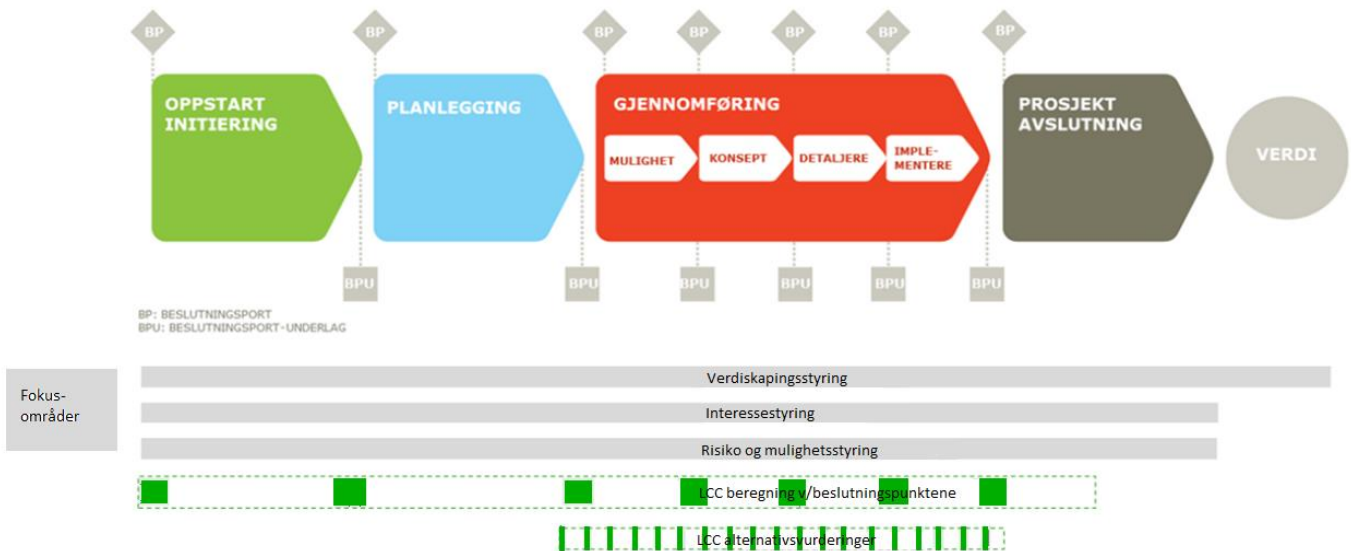 BP
BP
BP
BP
BP
BP
BP
OPPSTART
INITIERING
PLANLEGGING
GJENNOMFØRING
MULIGHET
KONSEPT
DETALJERE
IMPLE-
MENTERE
PROSJEKT
AVSLUTNING
VERDI
BPU
BPU
BPU
BPU
BPU
BPU
BP: BESLUTNINGSPORT
BPU: BESLUTNINGSPORT-UNDERLAG
Fokus-
områder
Verdiskapingsstyring
Interessestyring
Risiko og mulighetsstyring
LCC beregning v/beslutningspunktene
LCC alternativsvurderinger